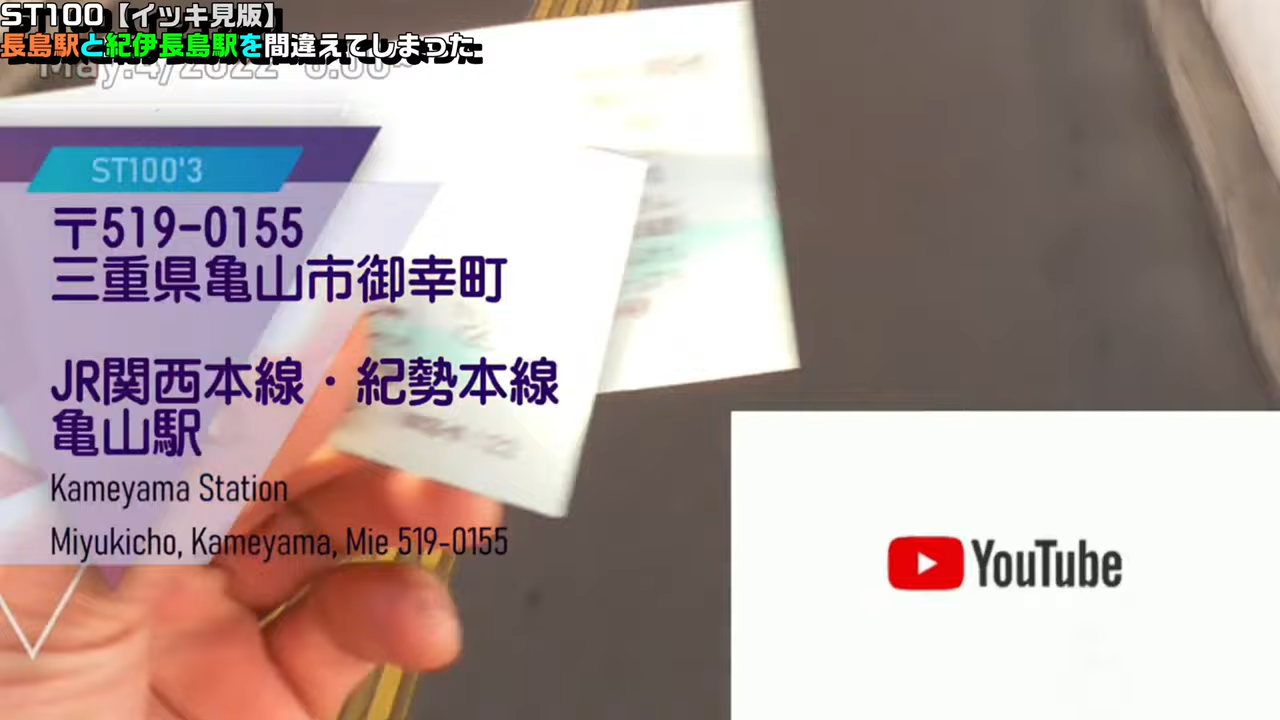 ST100【イッキ見版】
長島駅と紀伊長島駅を間違えてしまった
May.4/2022
ST100'3
〒519-0155
三重県亀山市御幸町
JR関西本線・紀勢本線
亀山駅
Kameyama Station
Miyukicho, Kameyama, Mie 519-0155
YouTube